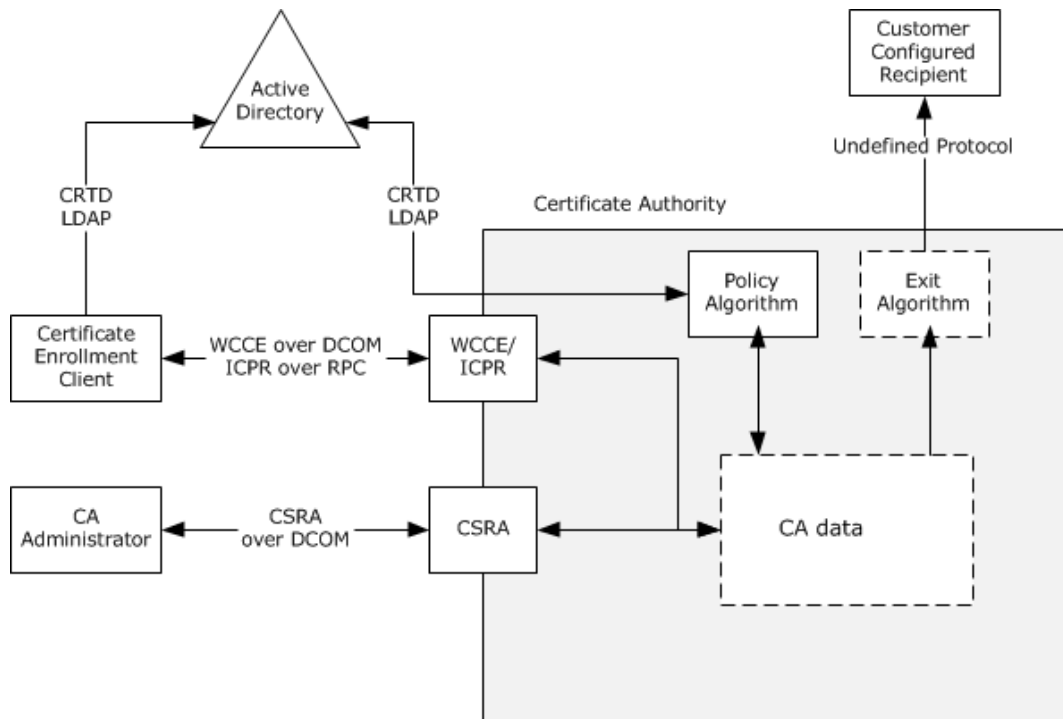 Customer
Configured
Recipient
Active
Directory
Undefined Protocol
CRTD
LDAP
CRTD
LDAP
Certificate Authority
Policy
Algorithm
Exit
Algorithm
Certificate
Enrollment
Client
WCCE over DCOM
ICPR over RPC
WCCE/
ICPR
CA
Administrator
CSRA
over DCOM
CSRA
CA data